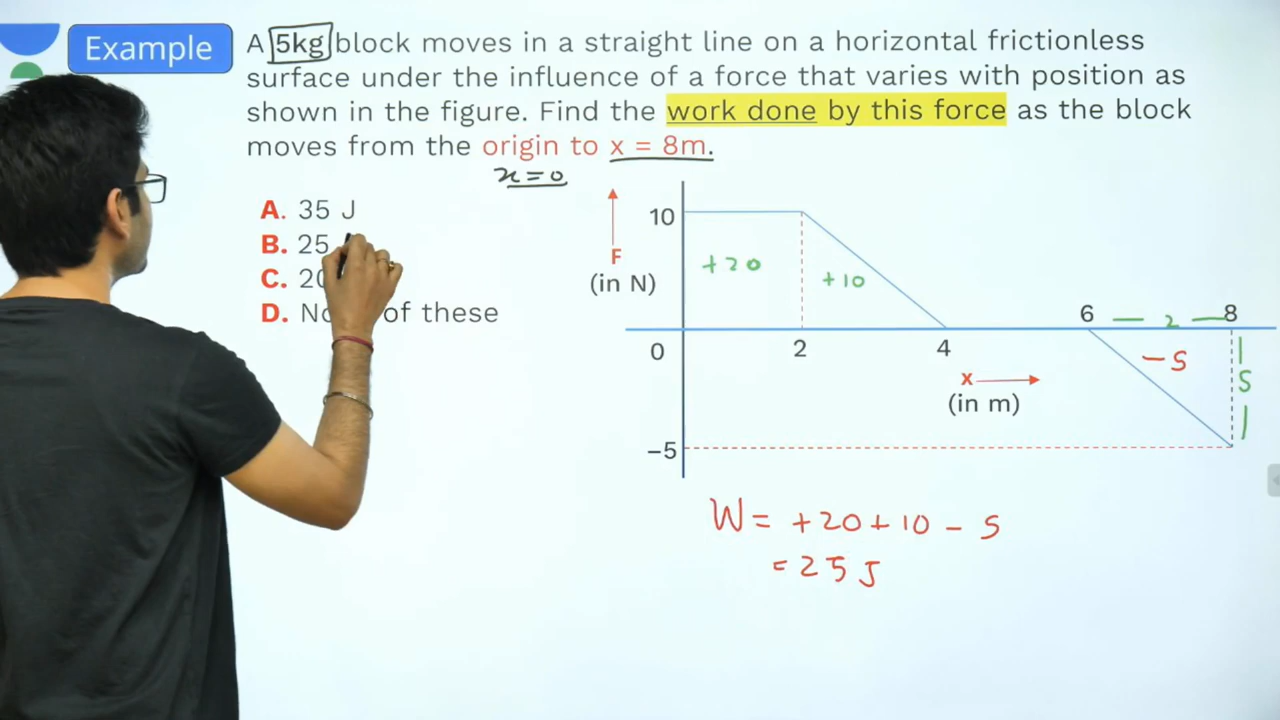 Example
A 5kg block moves in a straight line on a horizontal frictionless
surface under the influence of a force that varies with position as
shown in the figure. Find the work done by this force as the block
moves from the origin to x = 8m.
x=0
A. 35 J
B. 25
C.
D. of these
10
F
(in N)
+20
+10
6 — 2 — 8
0
2
4
-5
5
x
(in m)
−5
W = +20+10 - 5
= 25 J